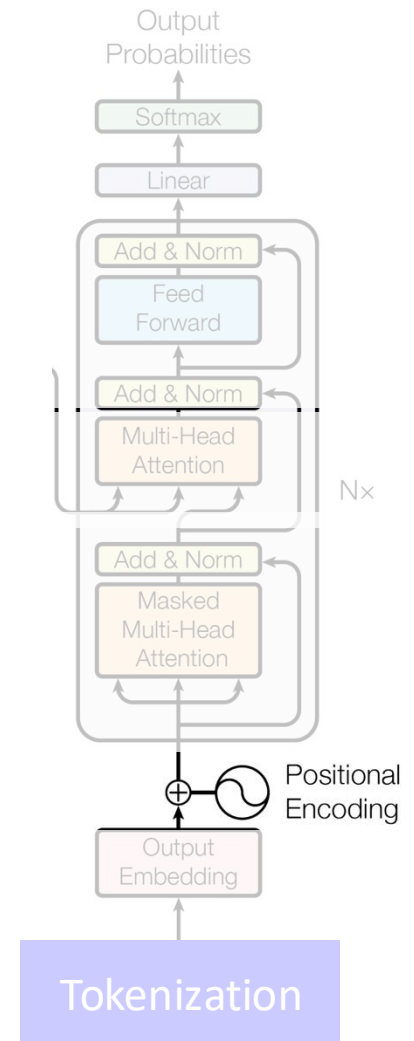 Output
Probabilities
Softmax
Linear
Add & Norm
Feed
Forward
Add & Norm
Multi-Head
Attention
N×
Add & Norm
Masked
Multi-Head
Attention
Positional
Encoding
Output
Embedding
Tokenization